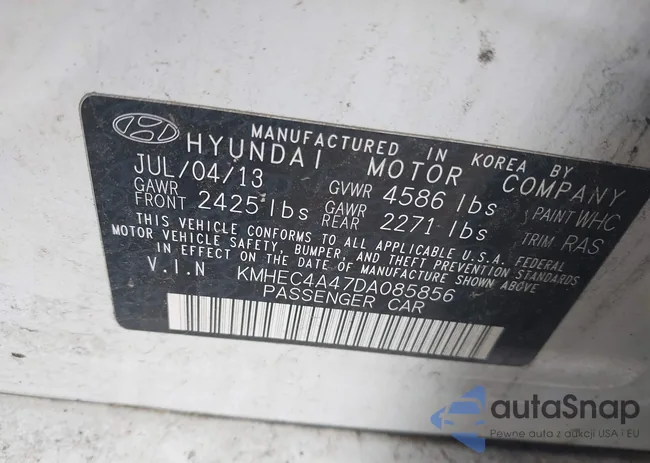 MANUFACTURED IN KOREA BY
HYUNDAI MOTOR COMPANY
JUL/04/13 GVWR 4586 lbs PAINT WHC
GAWR FRONT 2425 lbs GAWR REAR 2271 lbs TRIM RAS
THIS VEHICLE CONFORMS TO ALL APPLICABLE U.S.A. FEDERAL
MOTOR VEHICLE SAFETY, BUMPER, AND THEFT PREVENTION STANDARDS
IN EFFECT ON THE DATE OF MANUFACTURE SHOWN ABOVE.
V.I.N KMHEC4A47DA085856
PASSENGER CAR
autaSnap
Pewne auta z aukcji USA i EU